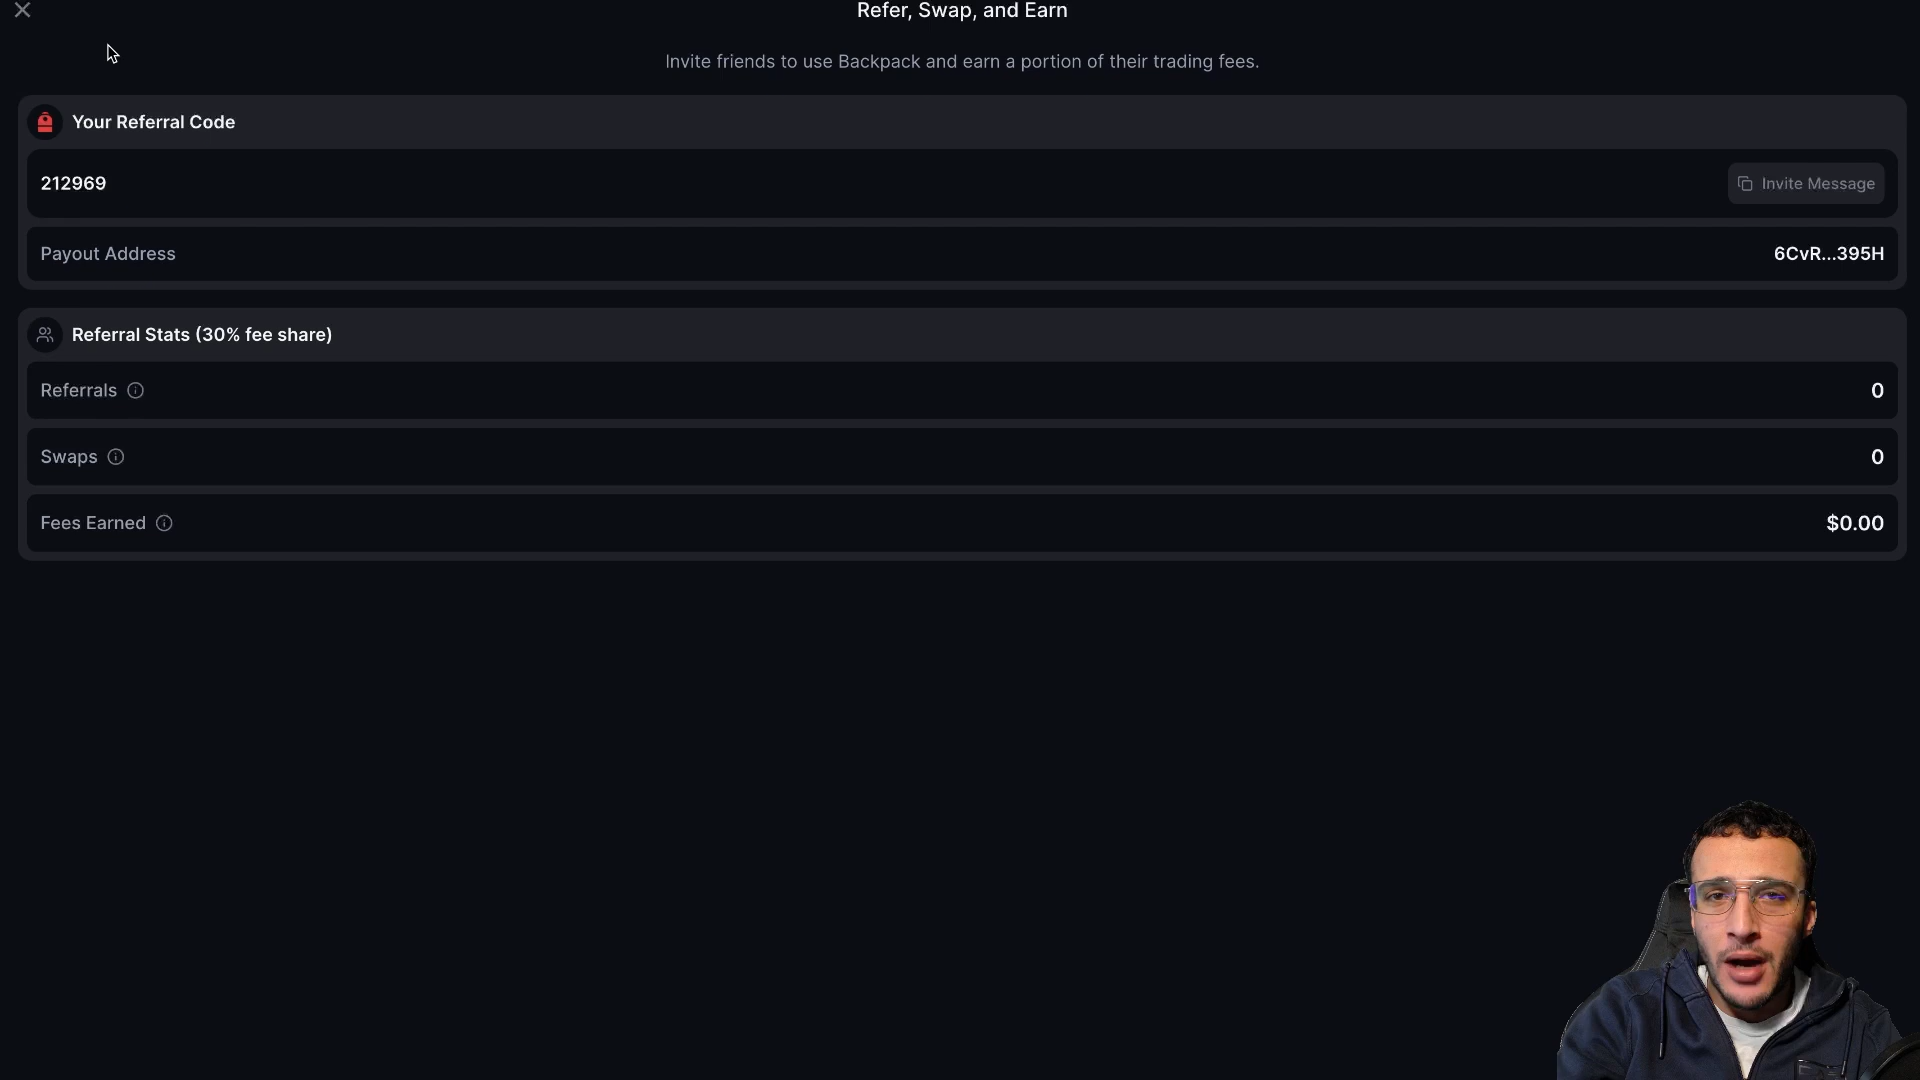 Refer, Swap, and Earn
Invite friends to use Backpack and earn a portion of their trading fees.
Your Referral Code
212969
Invite Message
Payout Address
6CvR...395H
Referral Stats (30% fee share)
Referrals
0
Swaps
0
Fees Earned
$0.00